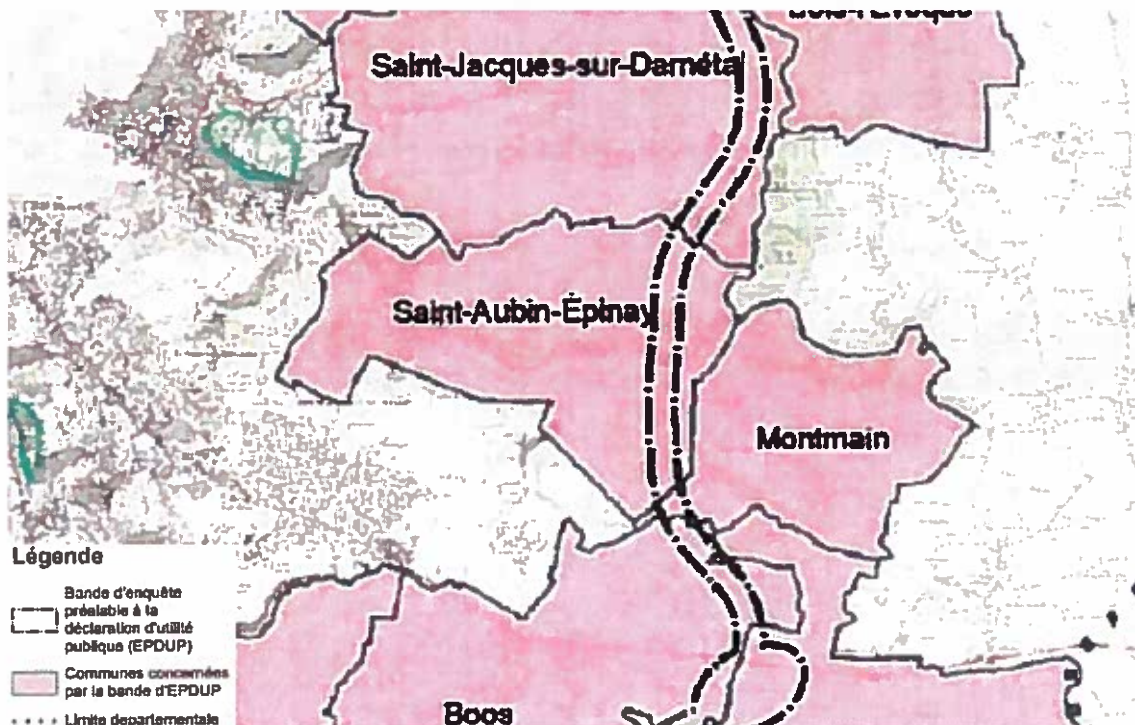 Saint-Jacques-sur-Darnétal
Saint-Aubin-Épinay
Montmain
Légende
Bande d'enquête
préalable à la
déclaration d'utilité
publique (EPDUP)
Communes concernées
par la bande d'EPDUP
Limite departementale
Boos